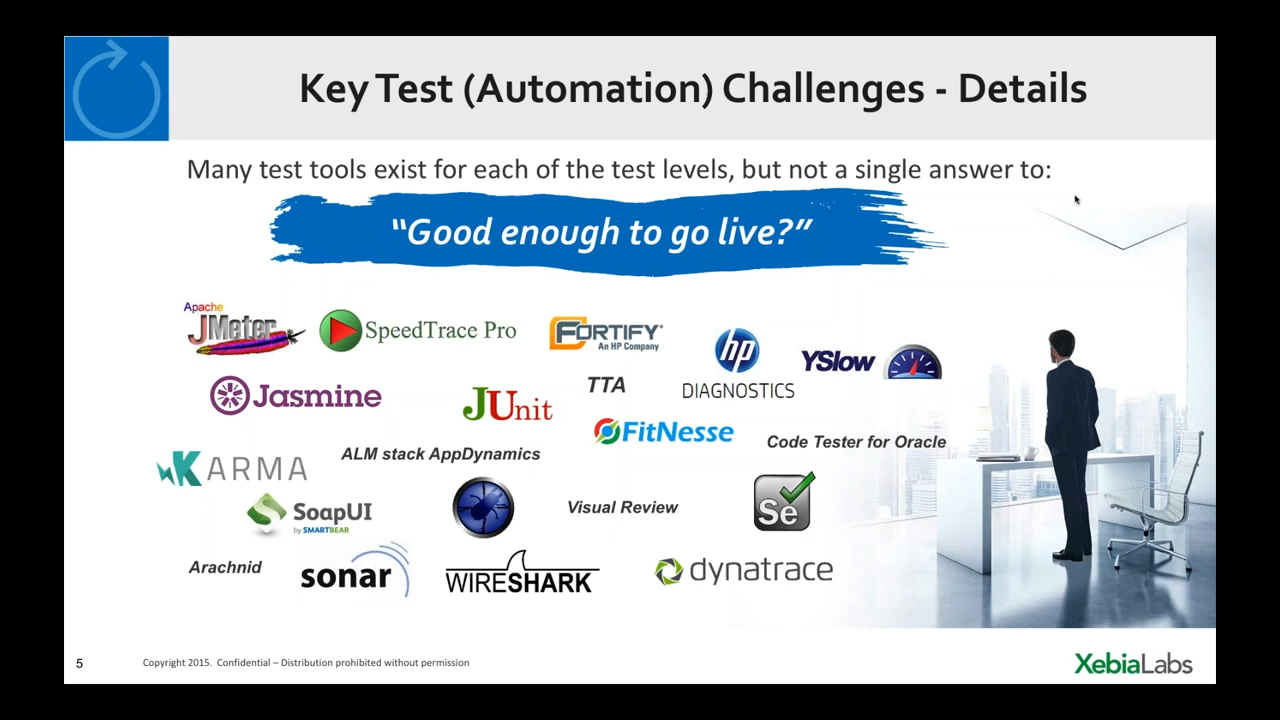 Key Test (Automation) Challenges - Details
Many test tools exist for each of the test levels, but not a single answer to:
“Good enough to go live?”
Apache
JMeter
SpeedTrace Pro
FORTIFY
An HP Company
hp
DIAGNOSTICS
YSlow
Jasmine
JUnit
TTA
FitNesse
Code Tester for Oracle
KARMA
ALM stack AppDynamics
SoapUI
by SMARTBEAR
Visual Review
Se
Arachnid
sonar
WIRESHARK
dynatrace
5
Copyright 2015. Confidential – Distribution prohibited without permission
XebiaLabs